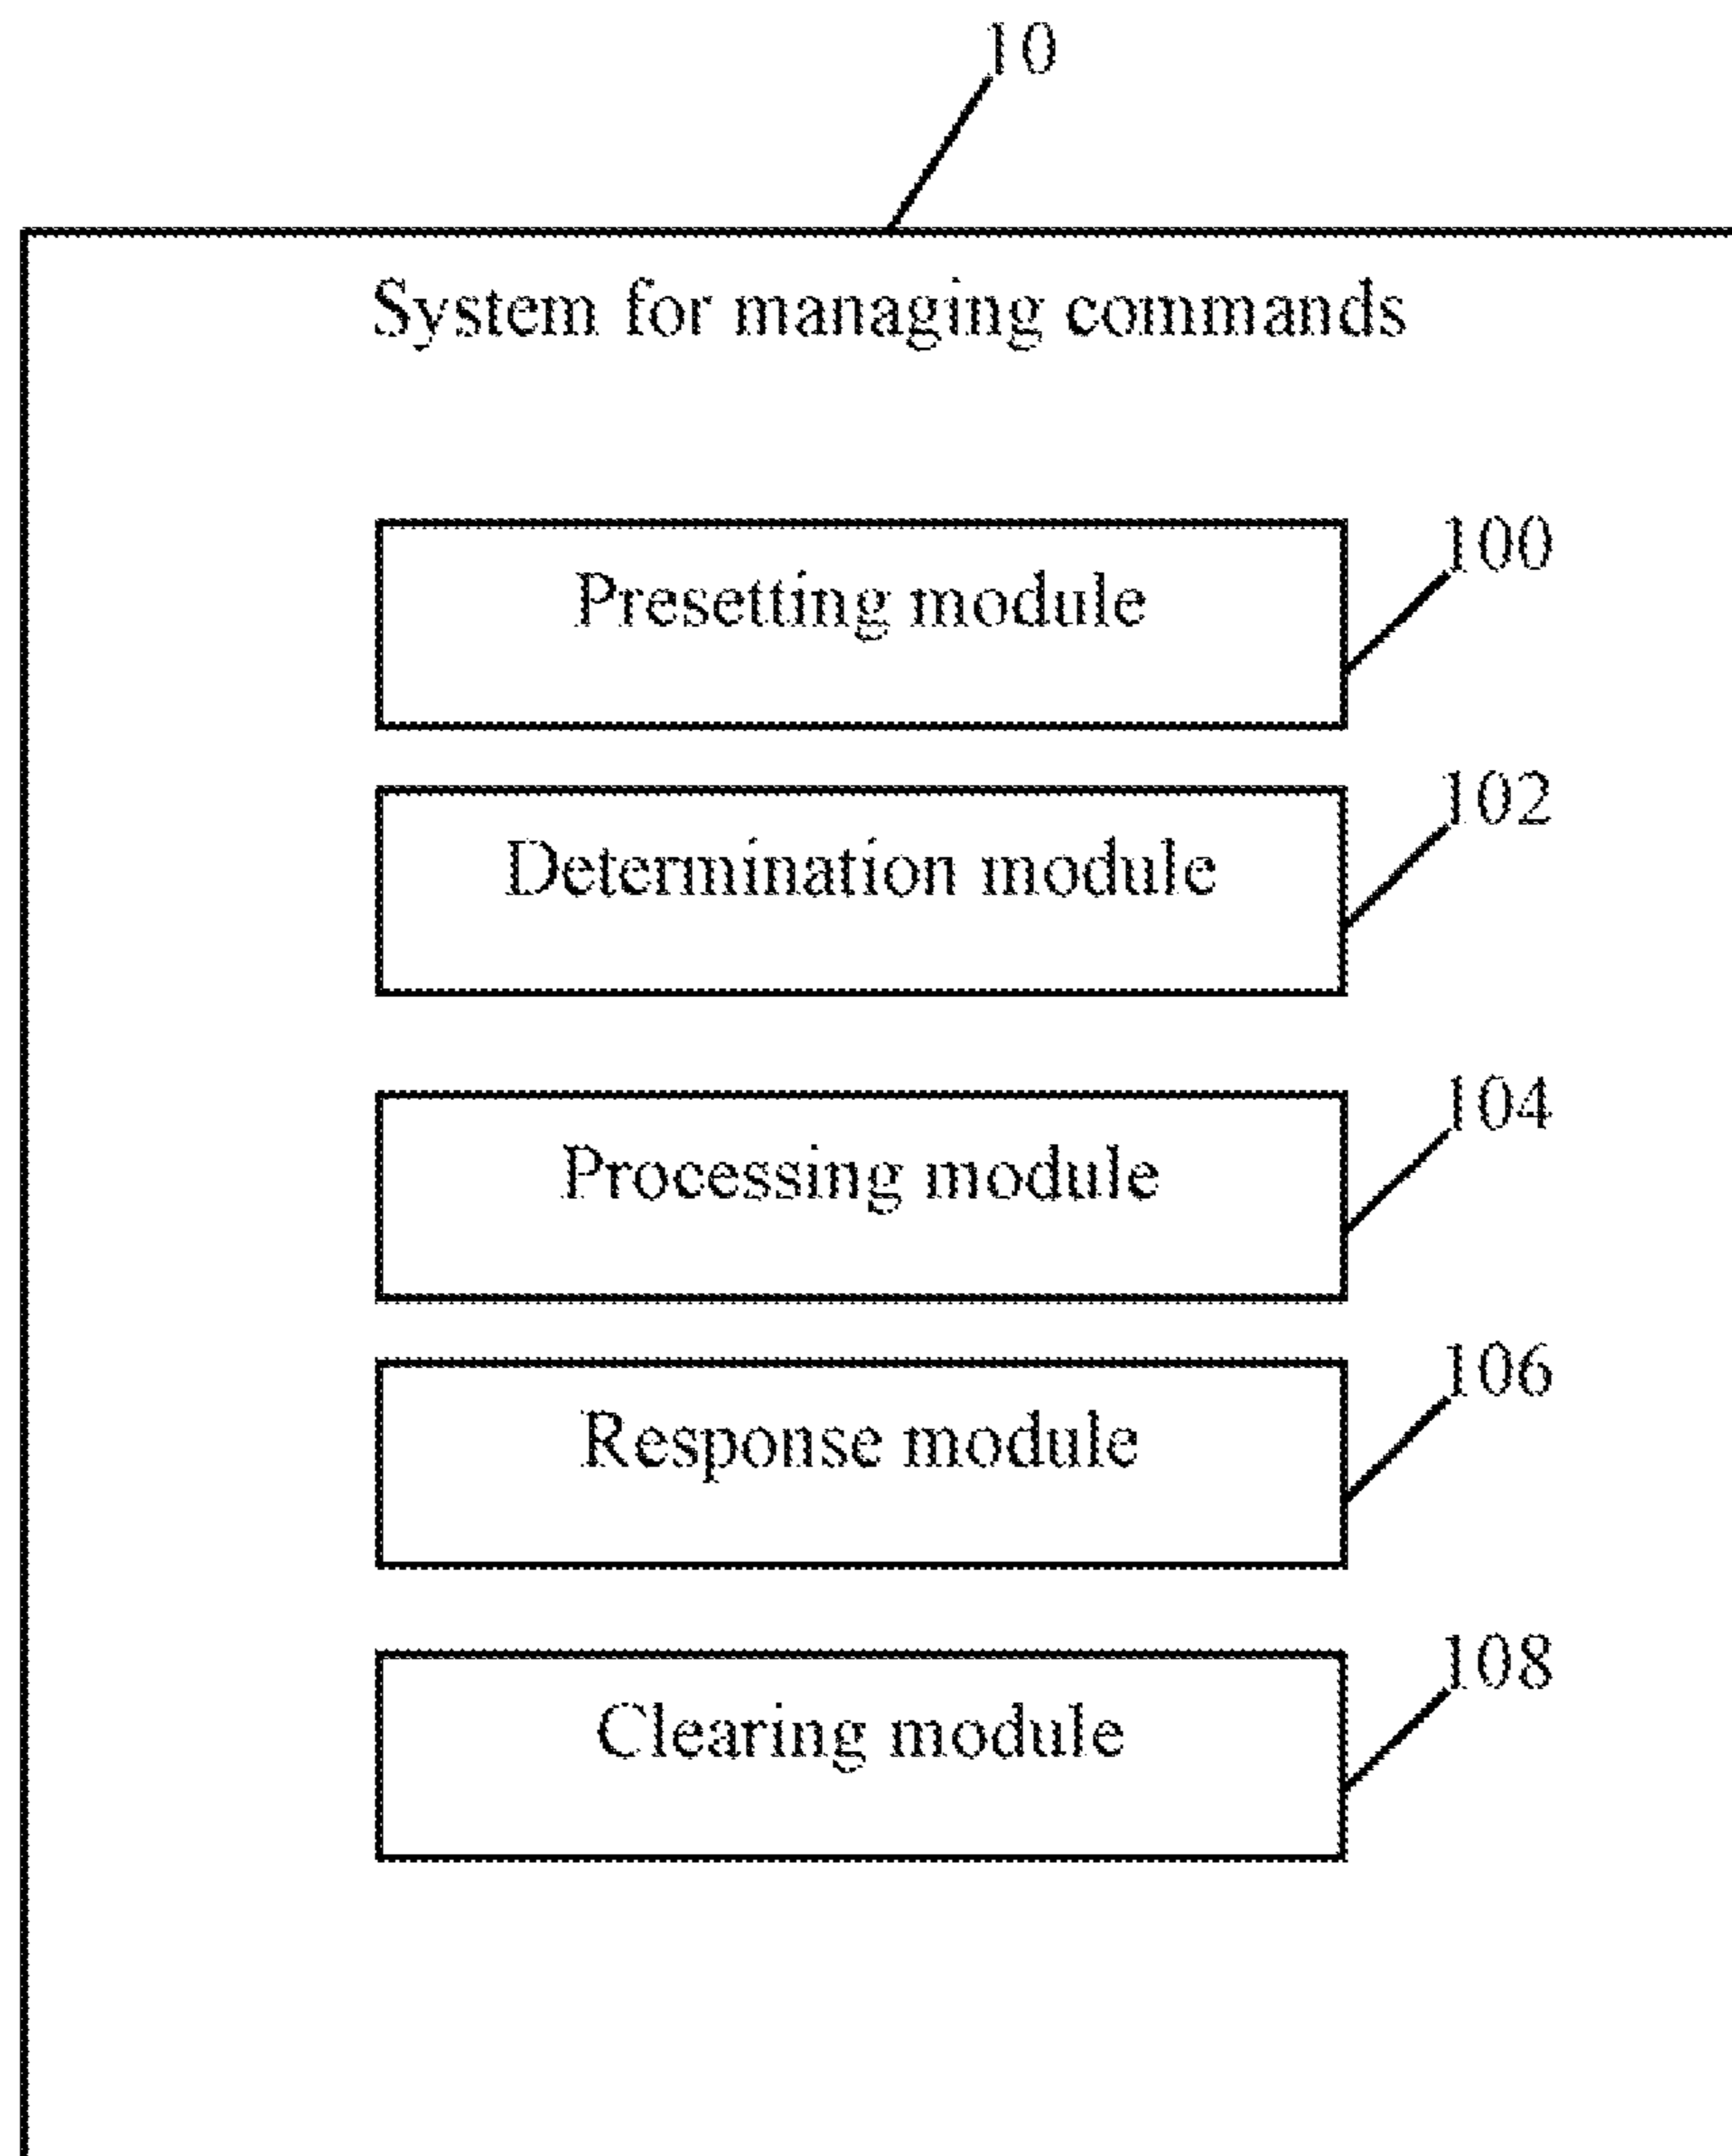 10
System for managing commands
Presetting module
100
Determination module
102
Processing module
104
Response module
106
Clearing module
108